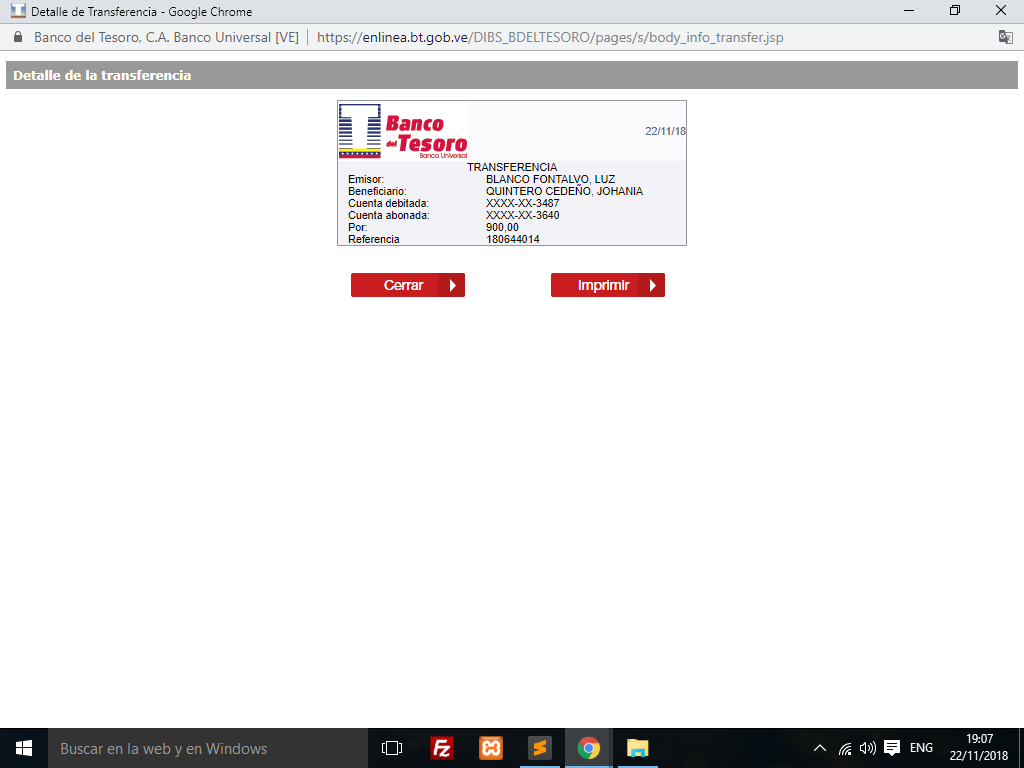 Detalle de Transferencia - Google Chrome
Banco del Tesoro, C.A. Banco Universal [VE] | https://enlinea.bt.gob.ve/DIBS_BDELTESORO/pages/s/body_info_transfer.jsp
Detalle de la transferencia
Banco
del Tesoro
Banco Universal
22/11/18
TRANSFERENCIA
Emisor: BLANCO FONTALVO, LUZ
Beneficiario: QUINTERO CEDEÑO, JOHANIA
Cuenta debitada: XXXX-XX-3487
Cuenta abonada: XXXX-XX-3640
Por: 900,00
Referencia 180644014
Cerrar
Imprimir
Buscar en la web y en Windows
Fz
ENG
19:07
22/11/2018